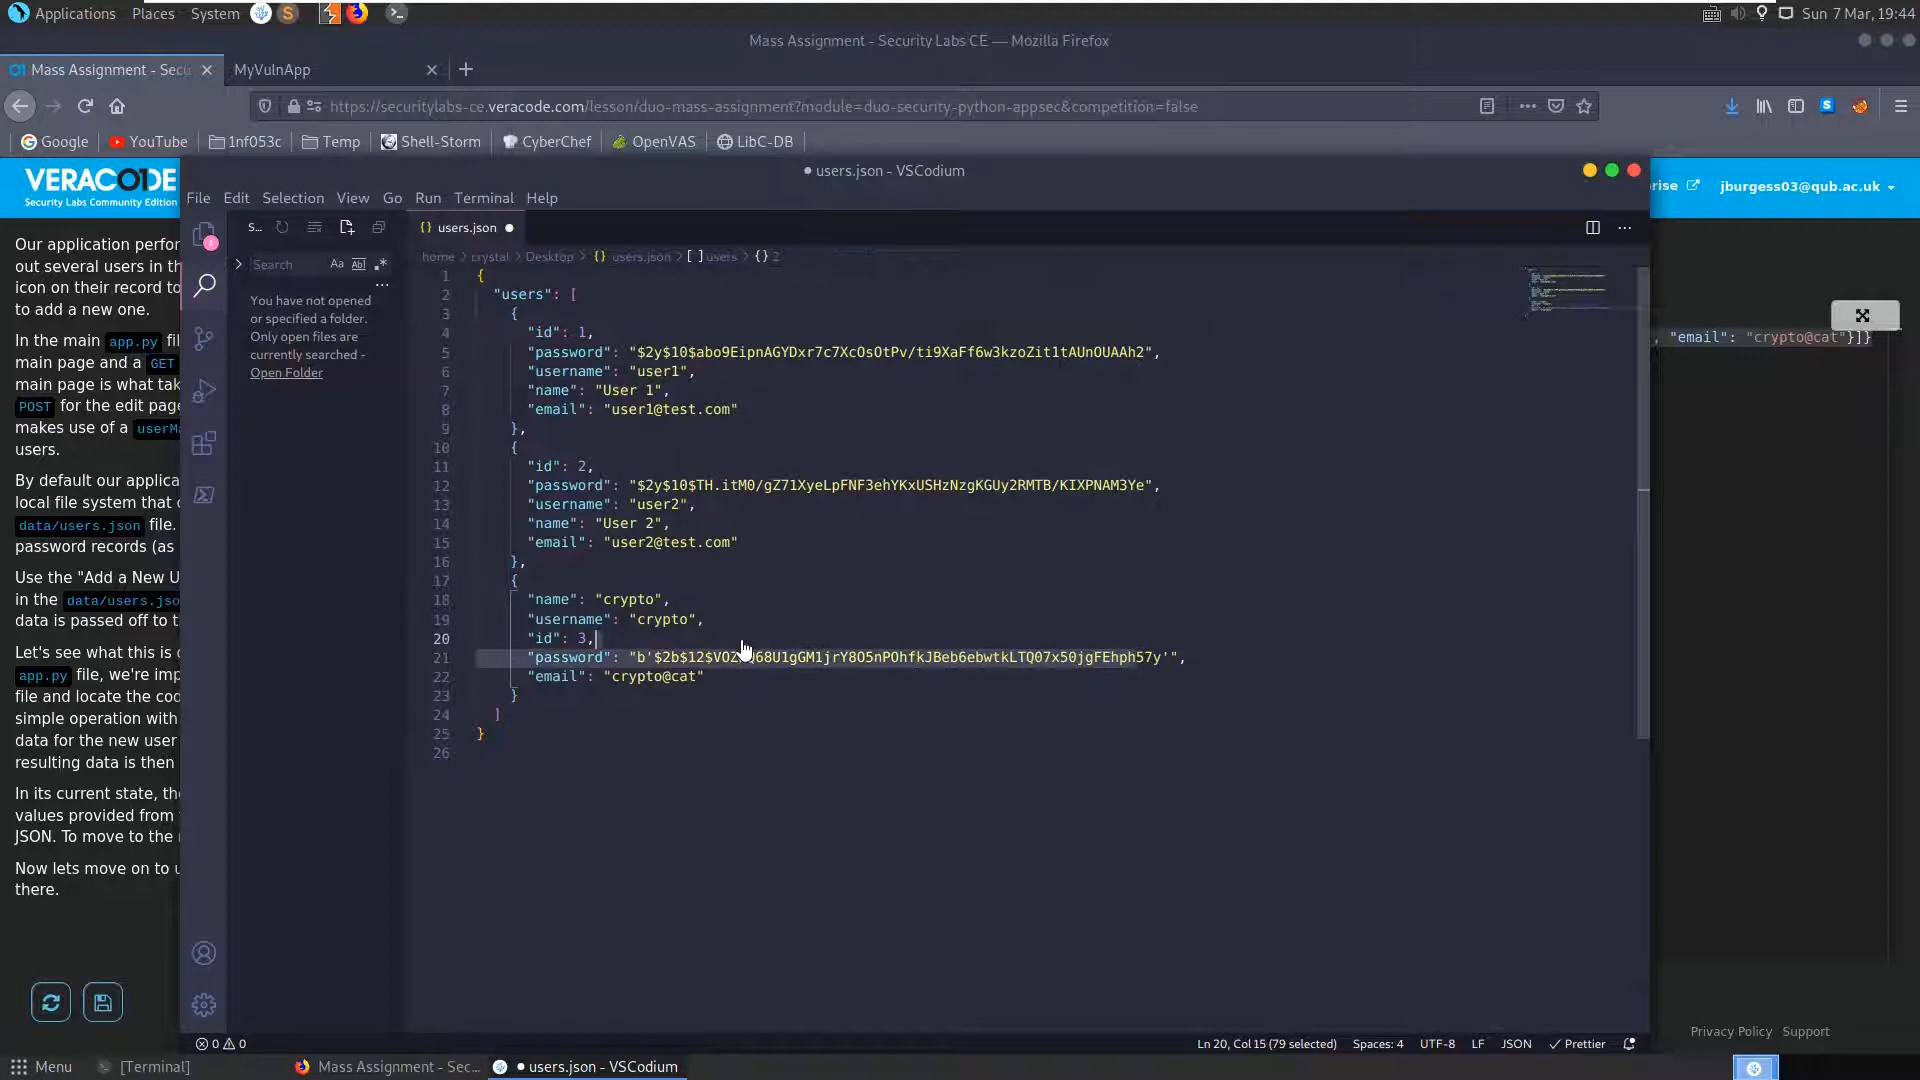 Applications Places System Sun 7 Mar, 19:44
Mass Assignment - Security Labs CE — Mozilla Firefox
Mass Assignment - Secu MyVulnApp
https://securitylabs-ce.veracode.com/lesson/duo-mass-assignment?module=duo-security-python-appsec&competition=false
Google YouTube 1nf053c Temp Shell-Storm CyberChef OpenVAS LibC-DB
VERACODE
Security Labs Community Edition
rise jburgess03@qub.ac.uk
users.json - VSCodium
File Edit Selection View Go Run Terminal Help
S... users.json
home > crystal > Desktop > {} users.json > [ ] users > {} 2
Search Aa Abl .*
You have not opened
or specified a folder.
Only open files are
currently searched -
Open Folder
1 {
2 "users": [
3 {
4 "id": 1,
5 "password": "$2y$10$abo9EipnAGYDxr7c7XcOsOtPv/ti9XaFf6w3kzoZit1tAUnOUAAh2",
6 "username": "user1",
7 "name": "User 1",
8 "email": "user1@test.com"
9 },
10 {
11 "id": 2,
12 "password": "$2y$10$TH.itM0/gZ71XyeLpFNF3ehYKxUSHzNzgKGUy2RMTB/KIXPNAM3Ye",
13 "username": "user2",
14 "name": "User 2",
15 "email": "user2@test.com"
16 },
17 {
18 "name": "crypto",
19 "username": "crypto",
20 "id": 3,
21 "password":
22 "email": "crypto@cat"
23 }
24 ]
25 }
26
, "email": "crypto@cat"}]}
Our application perfor
out several users in th
icon on their record to
to add a new one.
In the main app.py fil
main page and a GET
main page is what tak
POST for the edit page
makes use of a userMa
users.
By default our applica
local file system that c
data/users.json file.
password records (as
Use the "Add a New U
in the data/users.jso
data is passed off to t
Let's see what this is c
app.py file, we're imp
file and locate the cod
simple operation with
data for the new user
resulting data is then
In its current state, the
values provided from
JSON. To move to the
Now lets move on to u
there.
Privacy Policy Support
0 0 Ln 20, Col 15 (79 selected) Spaces: 4 UTF-8 LF JSON Prettier
Menu [Terminal] Mass Assignment - Sec... users.json - VSCodium